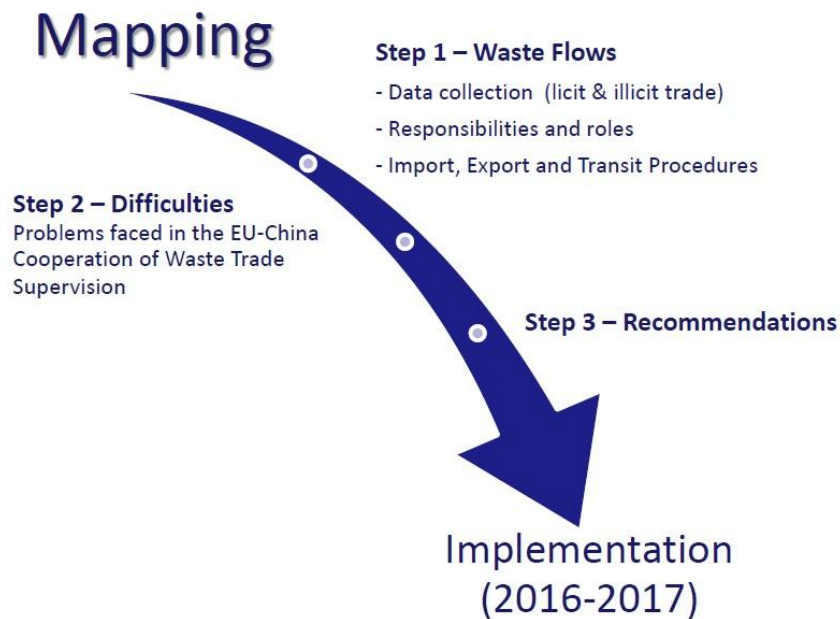 Mapping
Step 1 – Waste Flows
- Data collection (licit & illicit trade)
- Responsibilities and roles
- Import, Export and Transit Procedures
Step 2 – Difficulties
Problems faced in the EU-China
Cooperation of Waste Trade
Supervision
Step 3 – Recommendations
Implementation
(2016-2017)